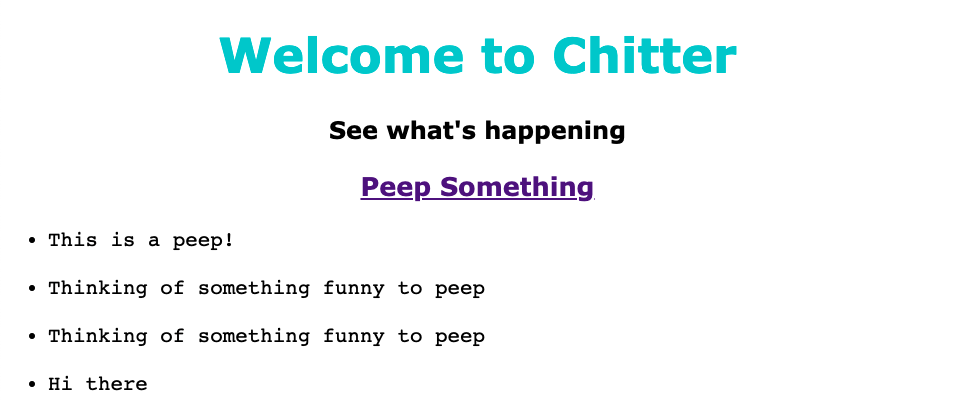 Welcome to Chitter
See what's happening
Peep Something
• This is a peep!
• Thinking of something funny to peep
• Thinking of something funny to peep
• Hi there